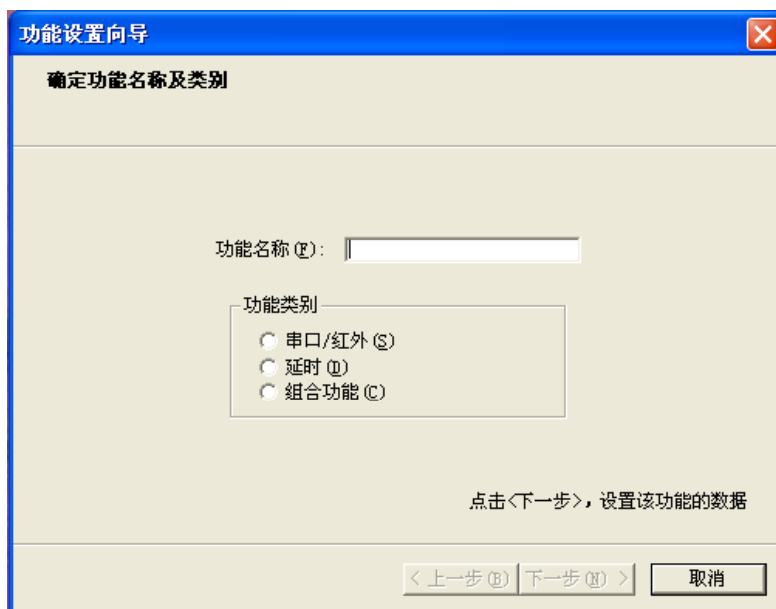 功能设置向导
确定功能名称及类别
功能名称(F):
功能类别
串口/红外(S)
延时(D)
组合功能(C)
点击<下一步>，设置该功能的数据
< 上一步(B) 下一步(N) > 取消